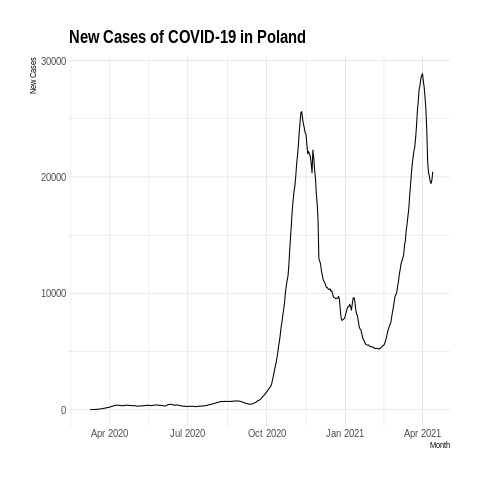 New Cases of COVID-19 in Poland
New Cases
30000
20000
10000
0
Apr 2020 Jul 2020 Oct 2020 Jan 2021 Apr 2021
Month